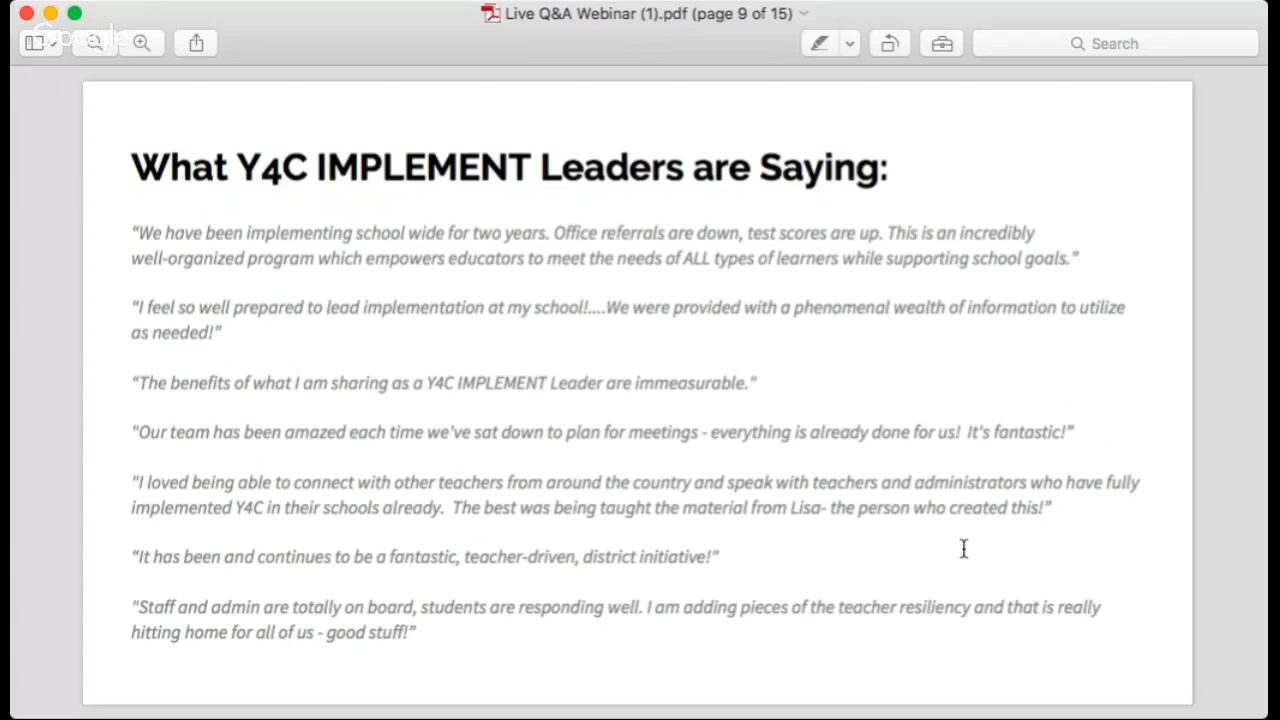 Live Q&A Webinar (1).pdf (page 9 of 15)
Google
Search
What Y4C IMPLEMENT Leaders are Saying:
“We have been implementing school wide for two years. Office referrals are down, test scores are up. This is an incredibly
well-organized program which empowers educators to meet the needs of ALL types of learners while supporting school goals.”
“I feel so well prepared to lead implementation at my school!....We were provided with a phenomenal wealth of information to utilize
as needed!”
“The benefits of what I am sharing as a Y4C IMPLEMENT Leader are immeasurable."
"Our team has been amazed each time we've sat down to plan for meetings - everything is already done for us!  It's fantastic!”
"I loved being able to connect with other teachers from around the country and speak with teachers and administrators who have fully
implemented Y4C in their schools already.  The best was being taught the material from Lisa- the person who created this!”
“It has been and continues to be a fantastic, teacher-driven, district initiative!"
"Staff and admin are totally on board, students are responding well. I am adding pieces of the teacher resiliency and that is really
hitting home for all of us - good stuff!”